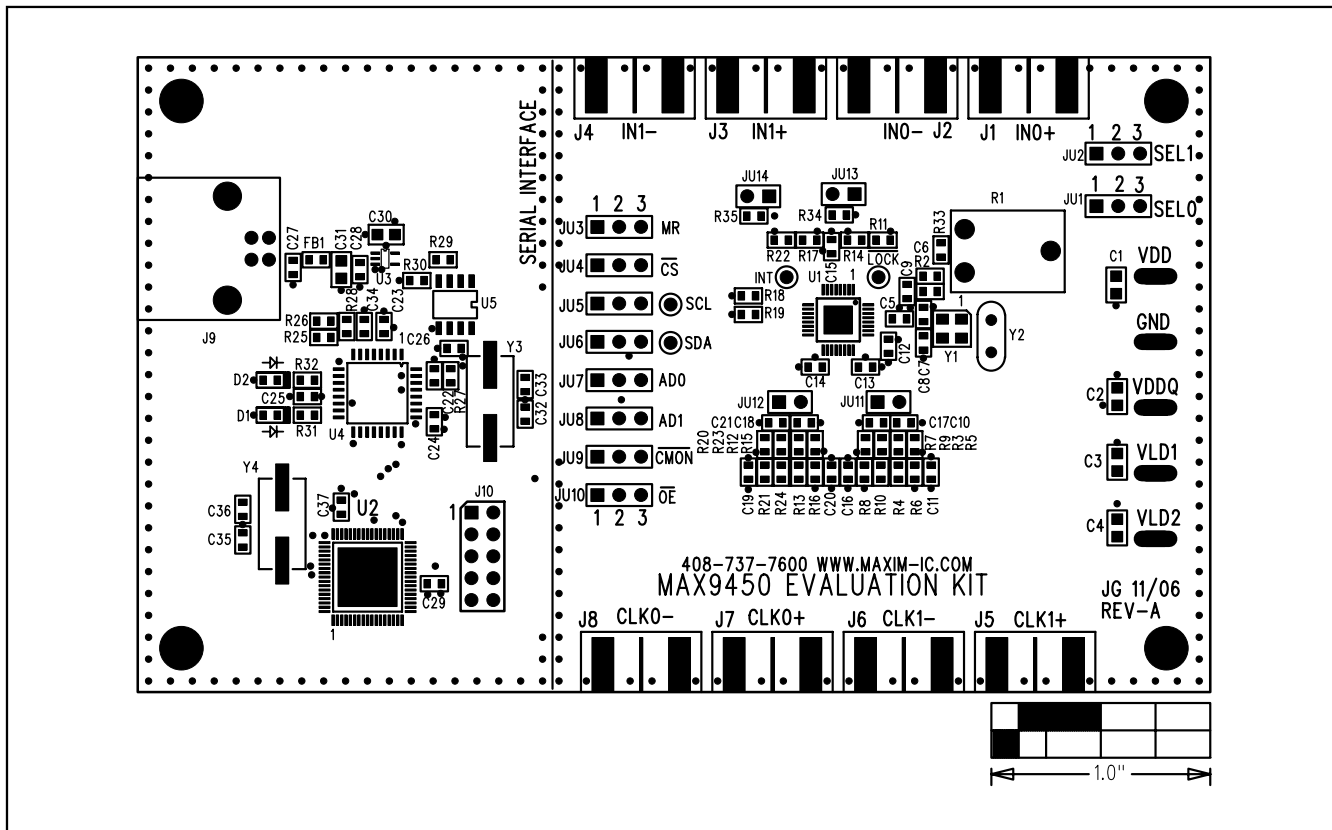 J4 IN1- J3 IN1+ IN0- J2 J1 IN0+
1 2 3
JU2 SEL1
1 2 3
JU1 SEL0
SERIAL INTERFACE
JU14 JU13
R35 R34 R11
R1
R33
C30
C27 FB1 C31 C28
U3
R29
R30
1 2 3
JU3 MR
JU4 C̅S̅
JU5 SCL
JU6 SDA
JU7 AD0
JU8 AD1
JU9 C̅M̅O̅N̅
JU10 O̅E̅
1 2 3
R22 R17 C15 R14
INT U1 1 L̅O̅C̅K̅
C6 R2
C9
R18
R19
C5
1
Y1 Y2
C12 C7
C8
C14 C13
C1 VDD
GND
C2 VDDQ
C3 VLD1
C4 VLD2
J9
R28 C34 C23
U5
R26
R25
1
C26
Y3
D2 R32
C25
D1 R31
U4
C22
R27
C24
C33
C32
JU12 JU11
C21 C18 C17 C10
R20 R23 R12 R15 R7 R9 R3 R5
C19 R21 R24 R13 R16 C20 C16 R8 R10 R4 R6 C11
Y4
C36
C35
C37 U2
J10
1
C29
1
408-737-7600 WWW.MAXIM-IC.COM
MAX9450 EVALUATION KIT
JG 11/06
REV-A
J8 CLK0- J7 CLK0+ J6 CLK1- J5 CLK1+
1.0"